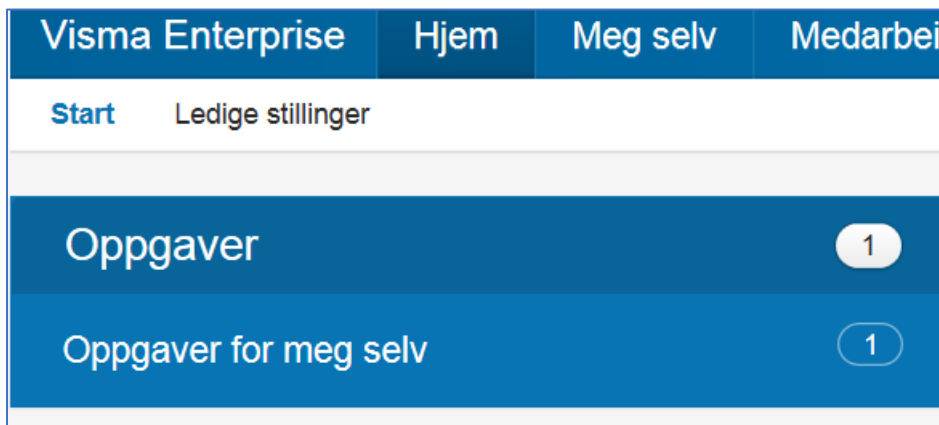 Visma Enterprise Hjem Meg selv Medarbei
Start Ledige stillinger
Oppgaver 1
Oppgaver for meg selv 1